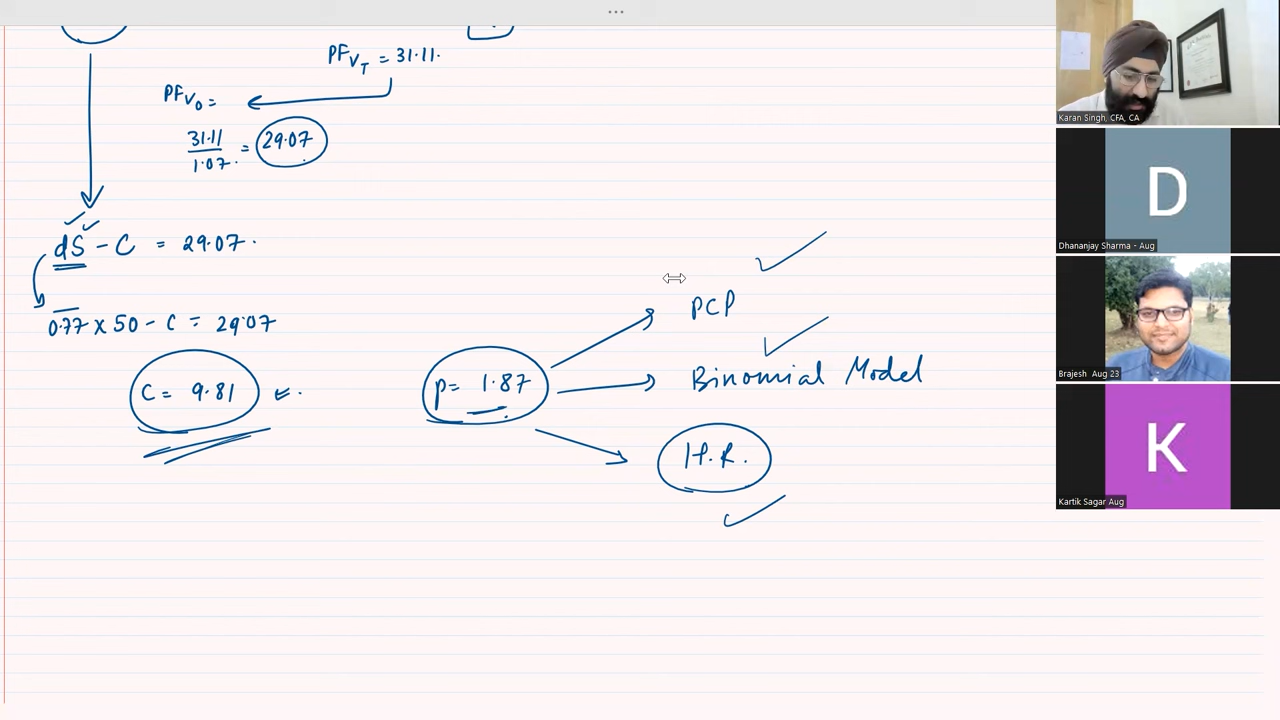 PFV_T = 31.11.
PFV_0 =
31.11
1.07. = 29.07
dS - C = 29.07.
0.77 x 50 - C = 29.07
C = 9.81
p = 1.87
PCP
Binomial Model
H.R.
Karan Singh, CFA, CA
D
Dhananjay Sharma - Aug
Brajesh Aug 23
K
Kartik Sagar Aug